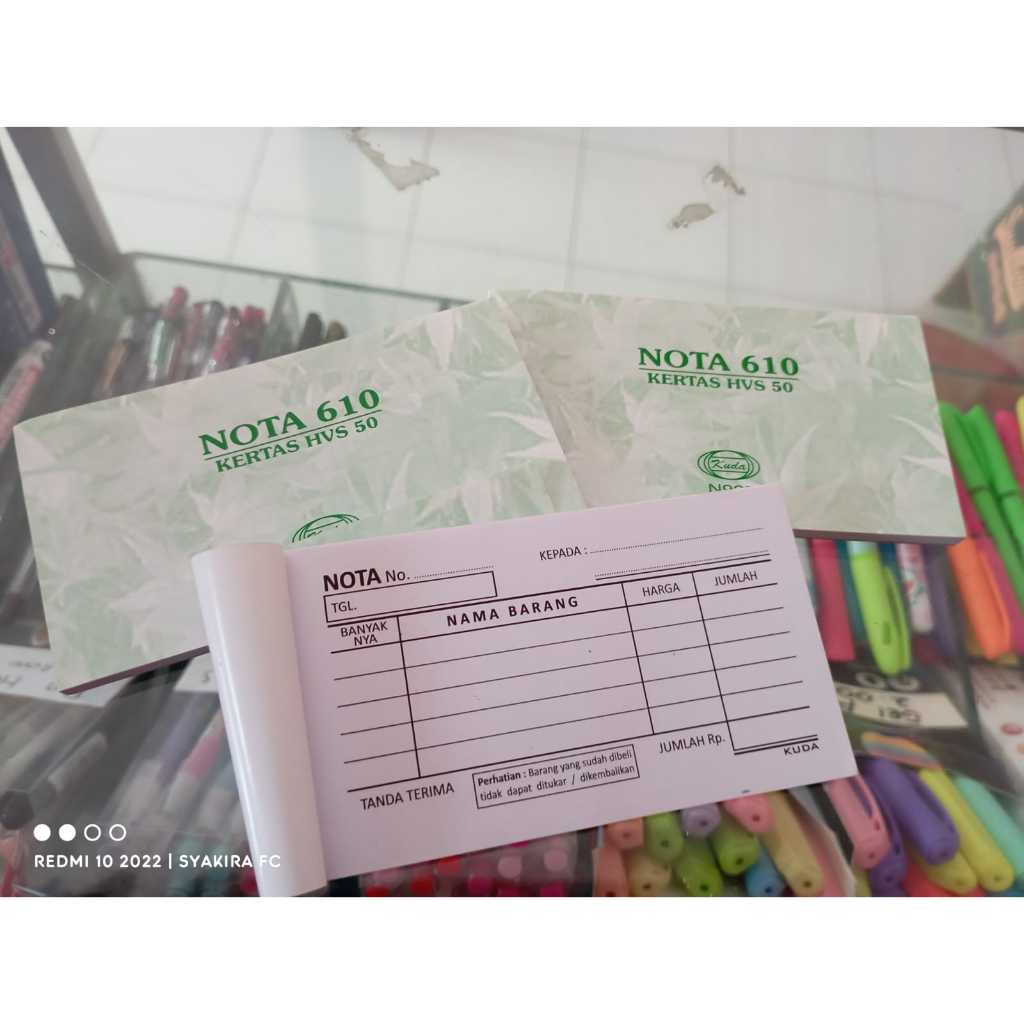 NOTA 610
KERTAS HVS 50
NOTA 610
KERTAS HVS 50
Kuda
NOTA No.
KEPADA :
TGL.
BANYAK NYA
NAMA BARANG
HARGA
JUMLAH
TANDA TERIMA
Perhatian : Barang yang sudah dibeli
tidak dapat ditukar / dikembalikan
JUMLAH Rp.
KUDA
REDMI 10 2022 | SYAKIRA FC